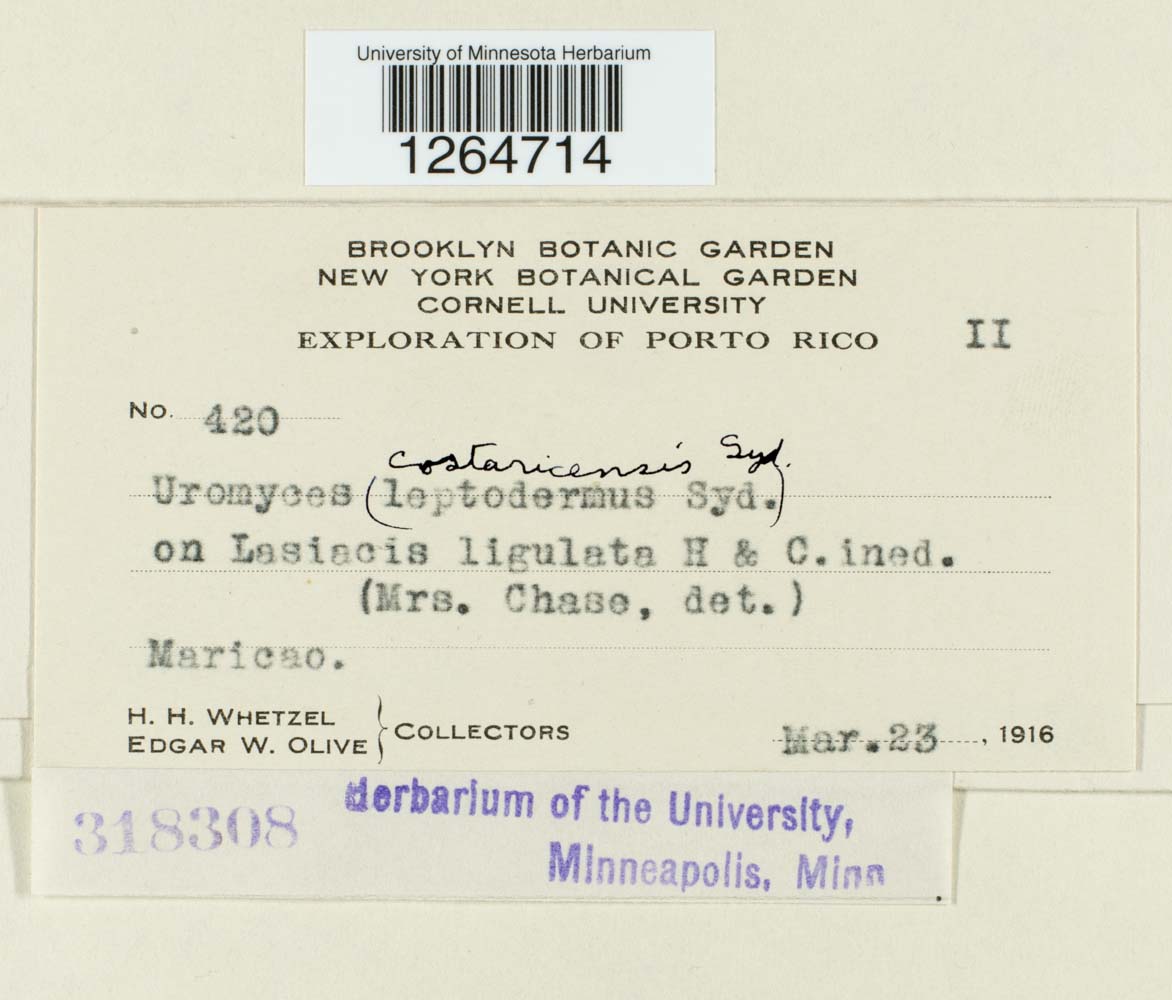 University of Minnesota Herbarium
1264714
BROOKLYN BOTANIC GARDEN
NEW YORK BOTANICAL GARDEN
CORNELL UNIVERSITY
EXPLORATION OF PORTO RICO II
No. 420
costaricensis Syd.
Uromyces (leptodermus Syd.)
on Lasiacis ligulata H & C. ined.
(Mrs. Chase, det.)
Maricao.
H. H. WHETZEL
EDGAR W. OLIVE } COLLECTORS
Mar. 23, 1916
318308 Herbarium of the University,
Minneapolis, Minn